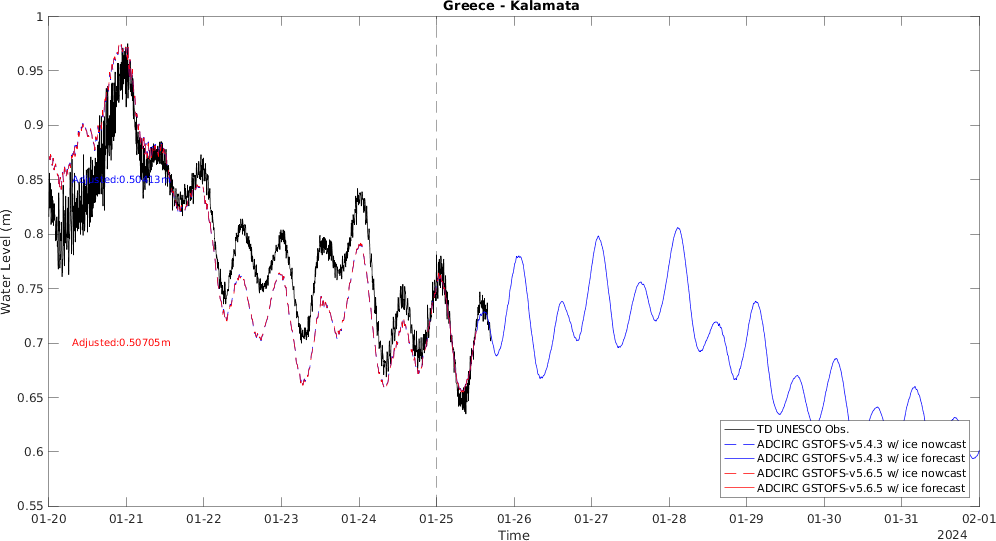 Greece - Kalamata
1
0.95
0.9
0.85
0.8
0.75
0.7
0.65
0.6
0.55
Water Level (m)
Adjusted:0.50705m
TD UNESCO Obs.
ADCIRC GSTOFS-v5.4.3 w/ ice nowcast
ADCIRC GSTOFS-v5.4.3 w/ ice forecast
ADCIRC GSTOFS-v5.6.5 w/ ice nowcast
ADCIRC GSTOFS-v5.6.5 w/ ice forecast
01-20 01-21 01-22 01-23 01-24 01-25 01-26 01-27 01-28 01-29 01-30 01-31 02-01
Time
2024